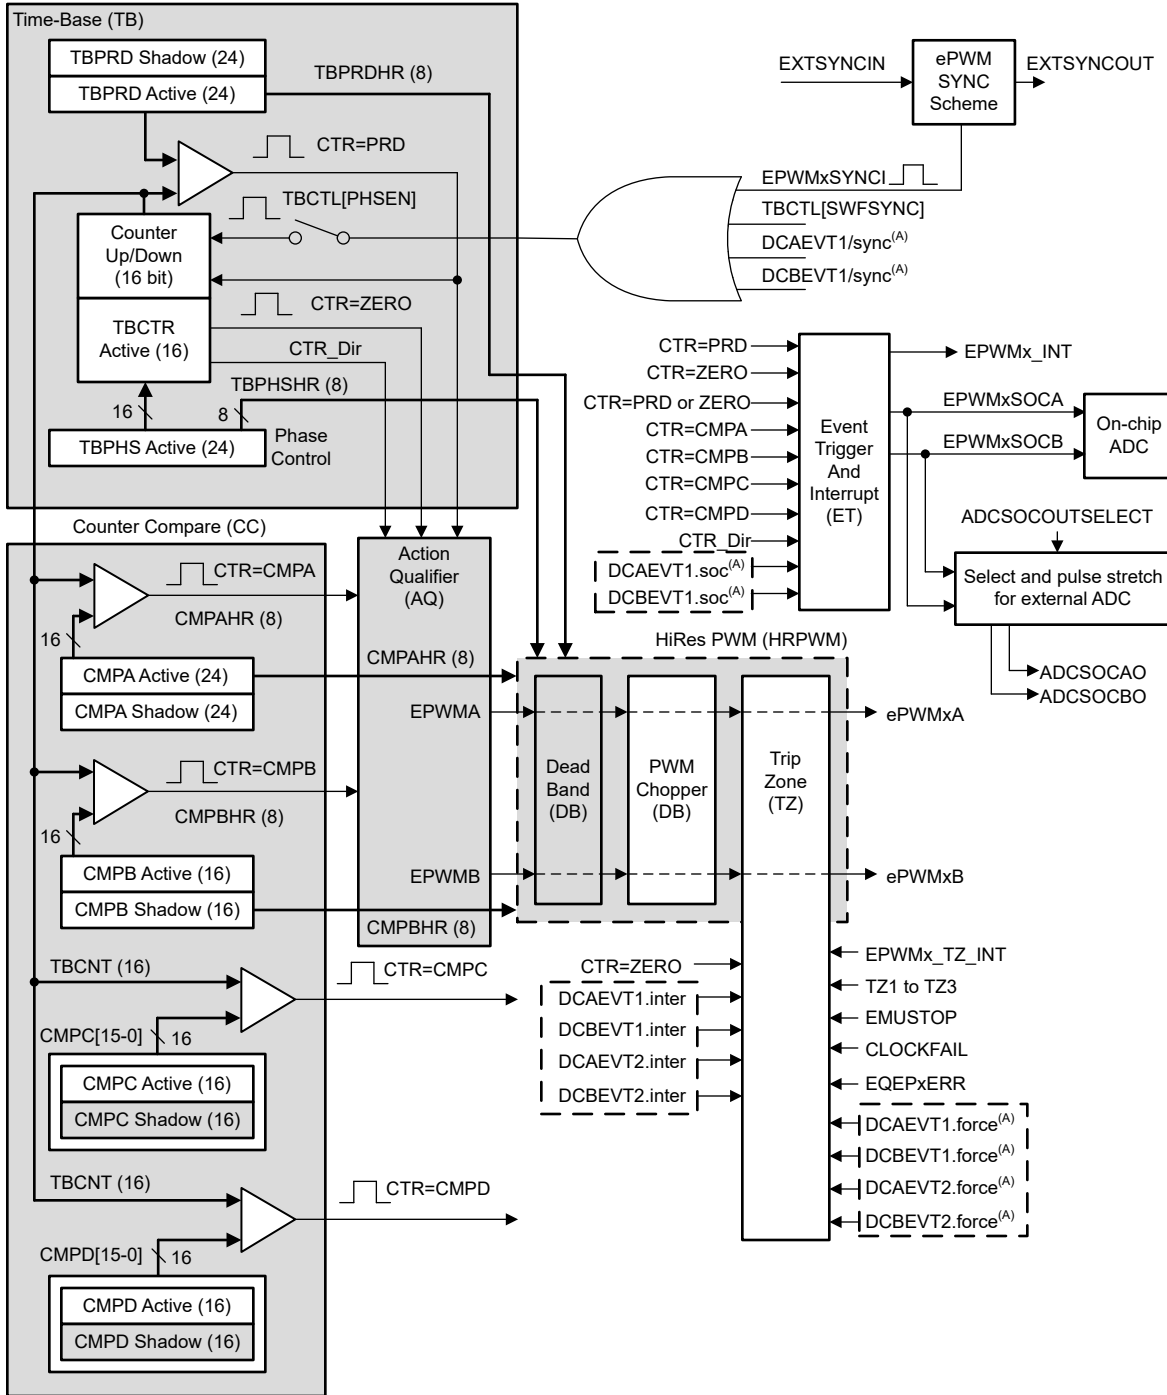 Time-Base (TB)
TBPRD Shadow (24)
TBPRD Active (24)
TBPRDHR (8)
CTR=PRD
TBCTL[PHSEN]
Counter
Up/Down
(16 bit)
CTR=ZERO
TBCTR
Active (16)
CTR_Dir
TBPHSHR (8)
16
8
TBPHS Active (24)
Phase
Control
EXTSYNCIN
ePWM
SYNC
Scheme
EXTSYNCOUT
EPWMxSYNCI
TBCTL[SWFSYNC]
DCAEVT1/sync(A)
DCBEVT1/sync(A)
CTR=PRD
CTR=ZERO
CTR=PRD or ZERO
CTR=CMPA
CTR=CMPB
CTR=CMPC
CTR=CMPD
CTR_Dir
DCAEVT1.soc(A)
DCBEVT1.soc(A)
Event
Trigger
And
Interrupt
(ET)
EPWMx_INT
EPWMxSOCA
EPWMxSOCB
On-chip
ADC
ADCSOCOUTSELECT
Select and pulse stretch
for external ADC
ADCSOCAO
ADCSOCBO
Counter Compare (CC)
CTR=CMPA
CMPAHR (8)
16
CMPA Active (24)
CMPA Shadow (24)
CTR=CMPB
CMPBHR (8)
16
CMPB Active (16)
CMPB Shadow (16)
TBCNT (16)
CTR=CMPC
CMPC[15-0]
16
CMPC Active (16)
CMPC Shadow (16)
TBCNT (16)
CTR=CMPD
CMPD[15-0]
16
CMPD Active (16)
CMPD Shadow (16)
Action
Qualifier
(AQ)
CMPAHR (8)
EPWMA
EPWMB
CMPBHR (8)
HiRes PWM (HRPWM)
Dead
Band
(DB)
PWM
Chopper
(DB)
Trip
Zone
(TZ)
ePWMxA
ePWMxB
CTR=ZERO
DCAEVT1.inter
DCBEVT1.inter
DCAEVT2.inter
DCBEVT2.inter
EPWMx_TZ_INT
TZ1 to TZ3
EMUSTOP
CLOCKFAIL
EQEPxERR
DCAEVT1.force(A)
DCBEVT1.force(A)
DCAEVT2.force(A)
DCBEVT2.force(A)